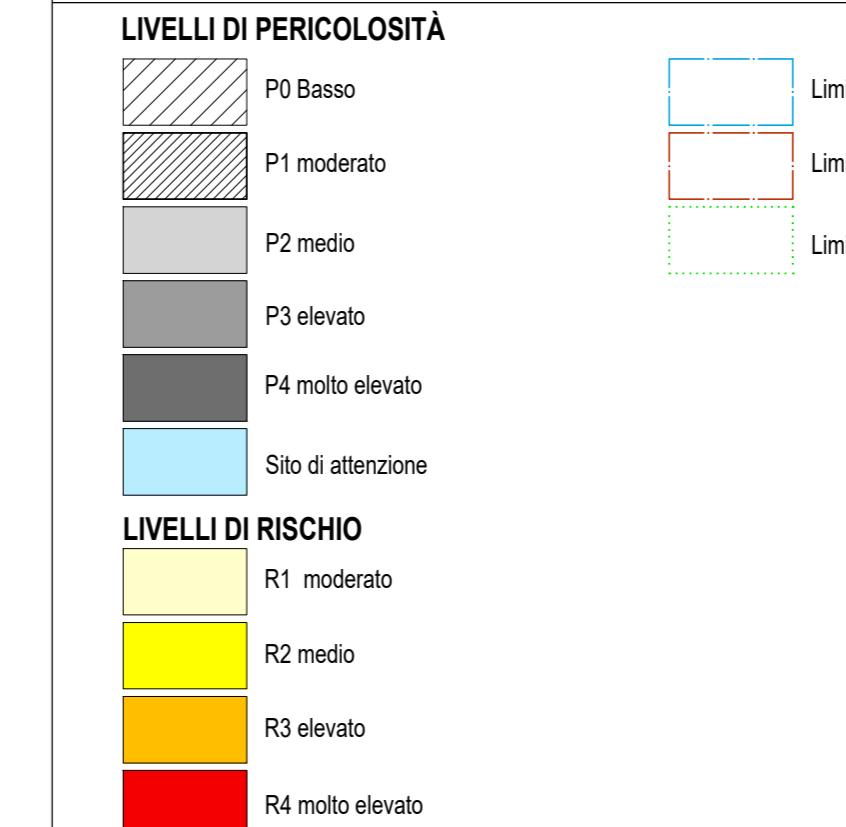 LIVELLI DI PERICOLOSITÀ
P0 Basso
P1 moderato
P2 medio
P3 elevato
P4 molto elevato
Sito di attenzione
LIVELLI DI RISCHIO
R1 moderato
R2 medio
R3 elevato
R4 molto elevato